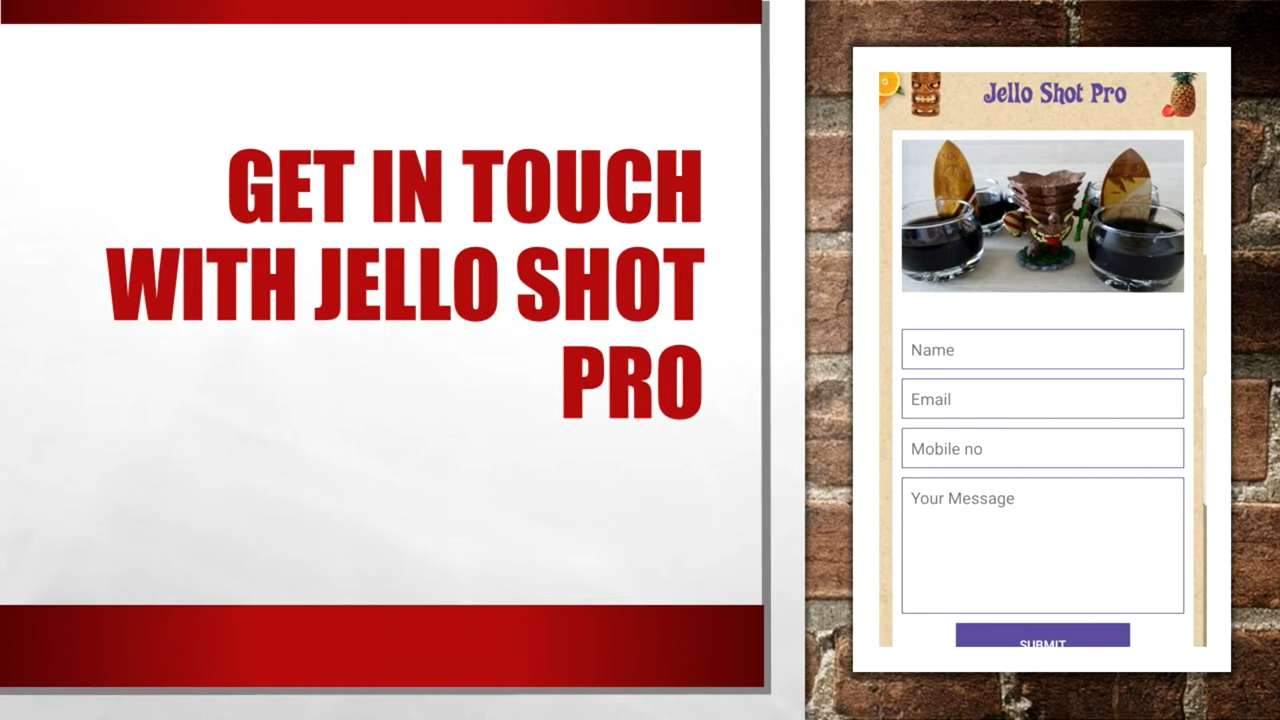 GET IN TOUCH
WITH JELLO SHOT
PRO
Jello Shot Pro
Name
Email
Mobile no
Your Message
SUBMIT